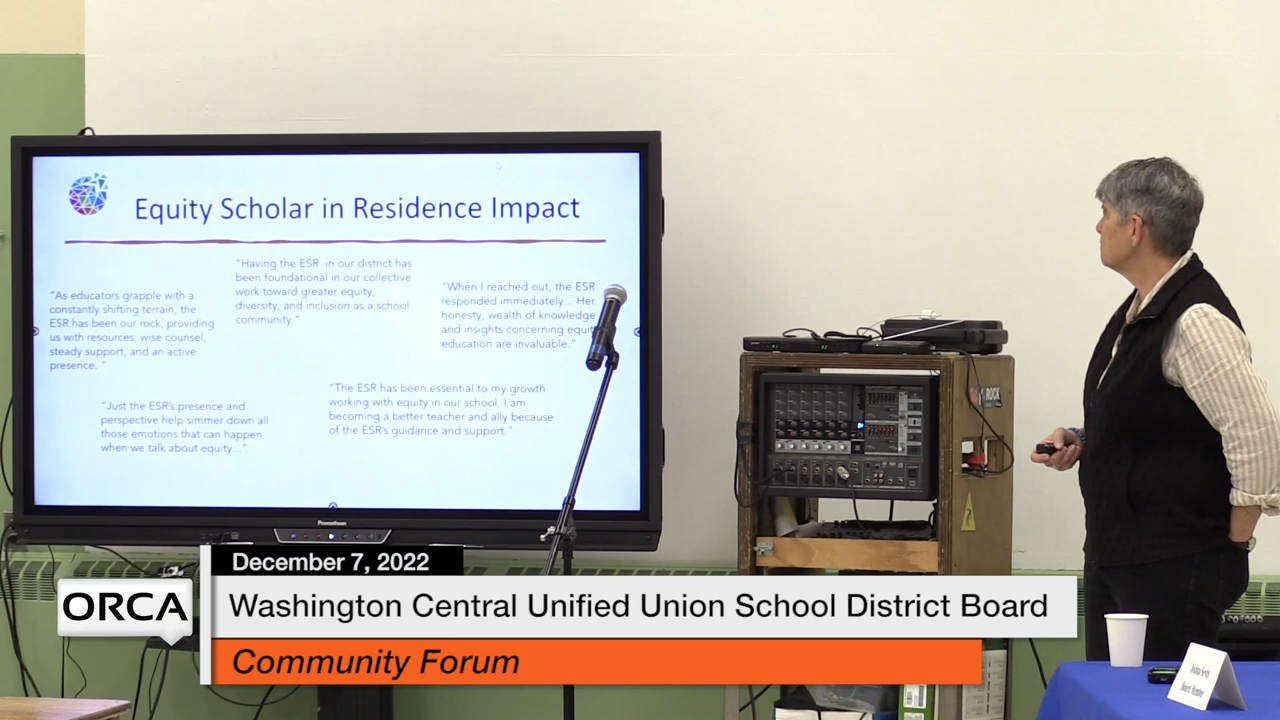 Equity Scholar in Residence Impact
"As educators grapple with a
constantly shifting terrain, the
ESR has been our rock, providing
us with resources, wise counsel,
steady support, and an active
presence. "
"Having the ESR in our district has
been foundational in our collective
work toward greater equity,
diversity, and inclusion as a school
community."
"When I reached out, the ESR
responded immediately... Her
honesty, wealth of knowledge
and insights concerning equity
education are invaluable."
"Just the ESR's presence and
perspective help simmer down all
those emotions that can happen
when we talk about equity..."
"The ESR has been essential to my growth
working with equity in our school. I am
becoming a better teacher and ally because
of the ESR's guidance and support."
Promethean
ROCK
December 7, 2022
ORCA
Washington Central Unified Union School District Board
Community Forum
Board Member